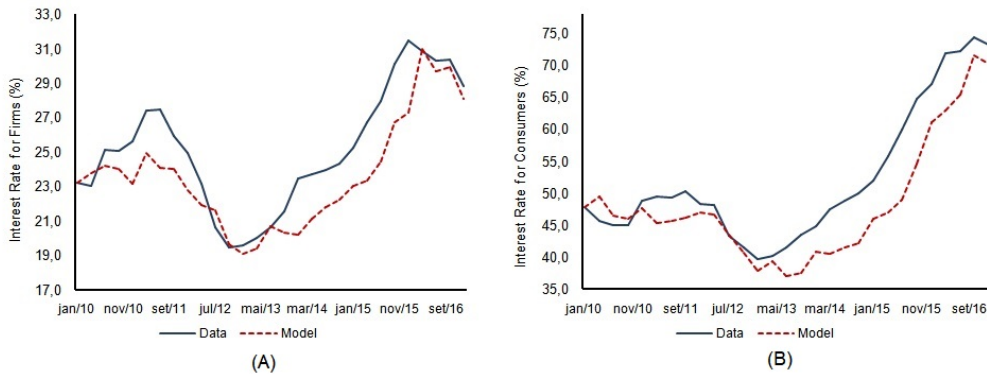 33,0
31,0
29,0
27,0
25,0
23,0
21,0
19,0
17,0
Interest Rate for Firms (%)
jan/10 nov/10 set/11 jul/12 mai/13 mar/14 jan/15 nov/15 set/16
Data Model
(A)
75,0
70,0
65,0
60,0
55,0
50,0
45,0
40,0
35,0
Interest Rate for Consumers (%)
jan/10 nov/10 set/11 jul/12 mai/13 mar/14 jan/15 nov/15 set/16
Data Model
(B)